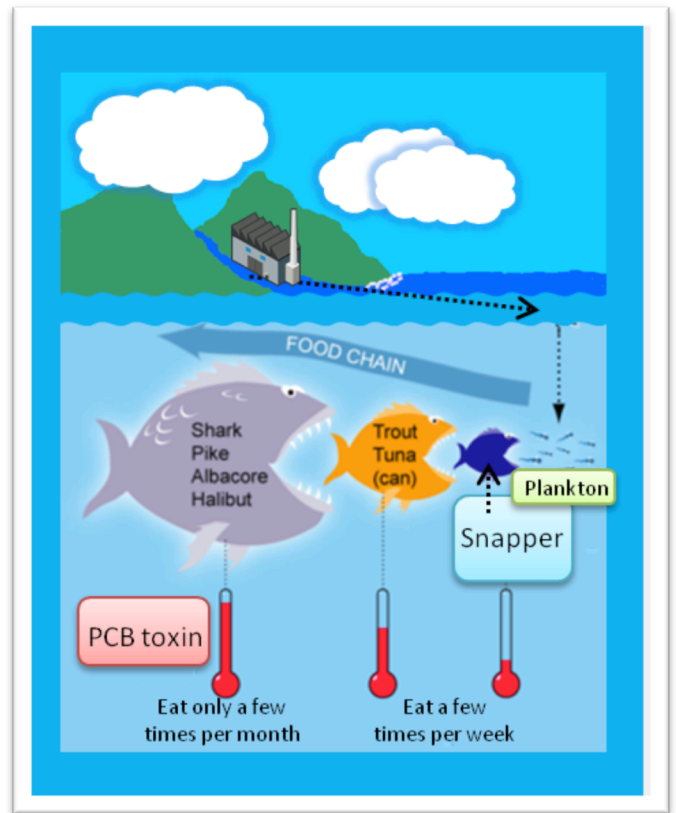 FOOD CHAIN
Shark
Pike
Albacore
Halibut
Trout
Tuna
(can)
Plankton
Snapper
PCB toxin
Eat only a few
times per month
Eat a few
times per week